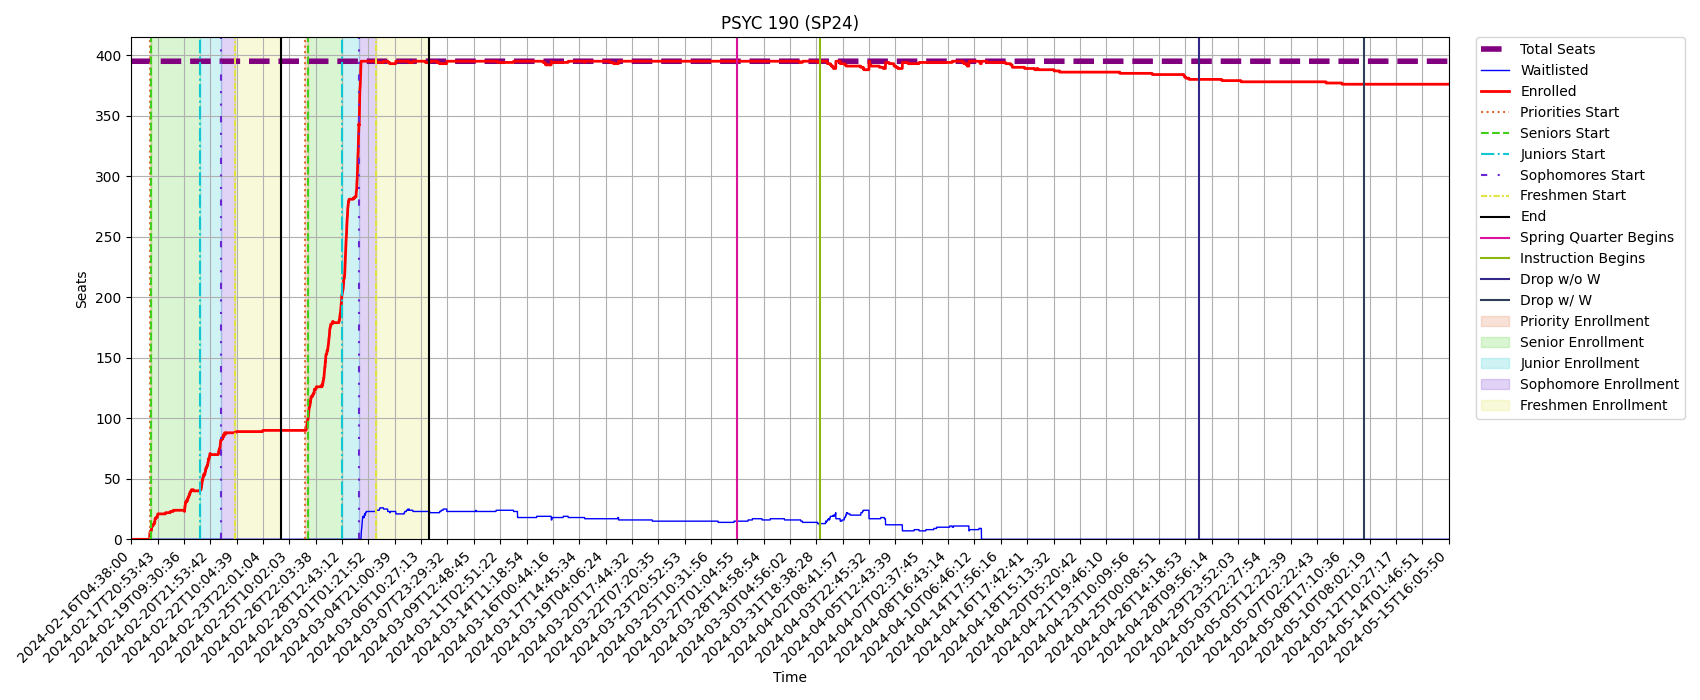 PSYC 190 (SP24)
Seats
400
350
300
250
200
150
100
50
0
2024-02-16T04:38:00
2024-02-17T20:53:43
2024-02-19T09:30:36
2024-02-20T21:53:42
2024-02-22T10:04:39
2024-02-23T22:01:04
2024-02-25T10:02:03
2024-02-26T22:03:38
2024-02-28T12:43:12
2024-03-01T01:21:52
2024-03-04T21:00:39
2024-03-06T10:27:13
2024-03-07T23:29:32
2024-03-09T12:48:45
2024-03-11T02:51:22
2024-03-14T11:18:54
2024-03-16T00:44:16
2024-03-17T14:45:34
2024-03-19T04:06:24
2024-03-20T17:44:32
2024-03-22T07:20:35
2024-03-23T20:52:53
2024-03-25T10:31:56
2024-03-27T01:04:55
2024-03-28T14:58:54
2024-03-30T04:56:02
2024-03-31T18:38:28
2024-04-02T08:41:57
2024-04-03T22:45:32
2024-04-05T12:43:39
2024-04-07T02:37:45
2024-04-08T16:43:14
2024-04-10T06:46:12
2024-04-14T17:56:16
2024-04-16T17:42:41
2024-04-18T15:13:32
2024-04-20T05:20:42
2024-04-21T19:46:10
2024-04-23T10:09:56
2024-04-25T00:08:51
2024-04-26T14:18:53
2024-04-28T09:56:14
2024-04-29T23:52:03
2024-05-03T22:27:54
2024-05-05T12:22:39
2024-05-07T02:22:43
2024-05-08T17:10:36
2024-05-10T08:02:19
2024-05-12T10:27:17
2024-05-14T01:46:51
2024-05-15T16:05:50
Time
Total Seats
Waitlisted
Enrolled
Priorities Start
Seniors Start
Juniors Start
Sophomores Start
Freshmen Start
End
Spring Quarter Begins
Instruction Begins
Drop w/o W
Drop w/ W
Priority Enrollment
Senior Enrollment
Junior Enrollment
Sophomore Enrollment
Freshmen Enrollment